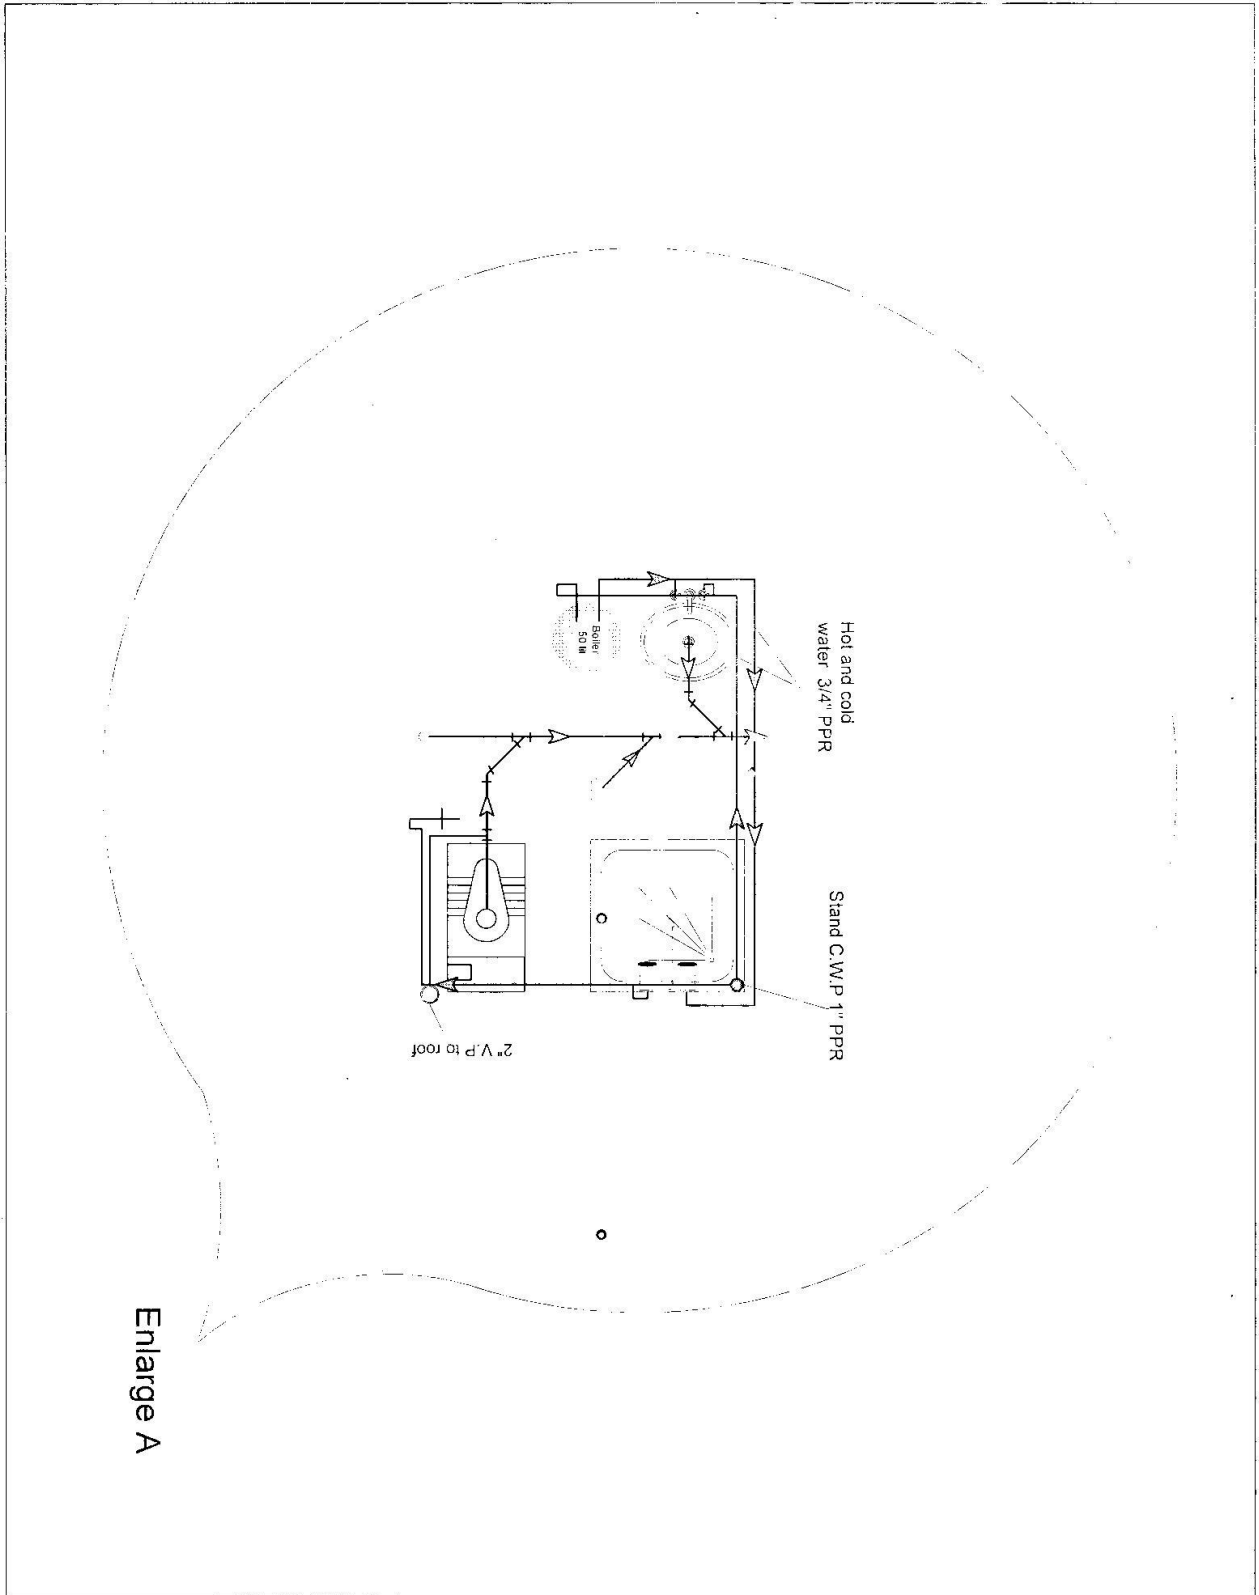 Hot and cold
water 3/4" PPR
Stand C.W.P 1" PPR
Boiler
50 lit
2" V.P to roof
Enlarge A